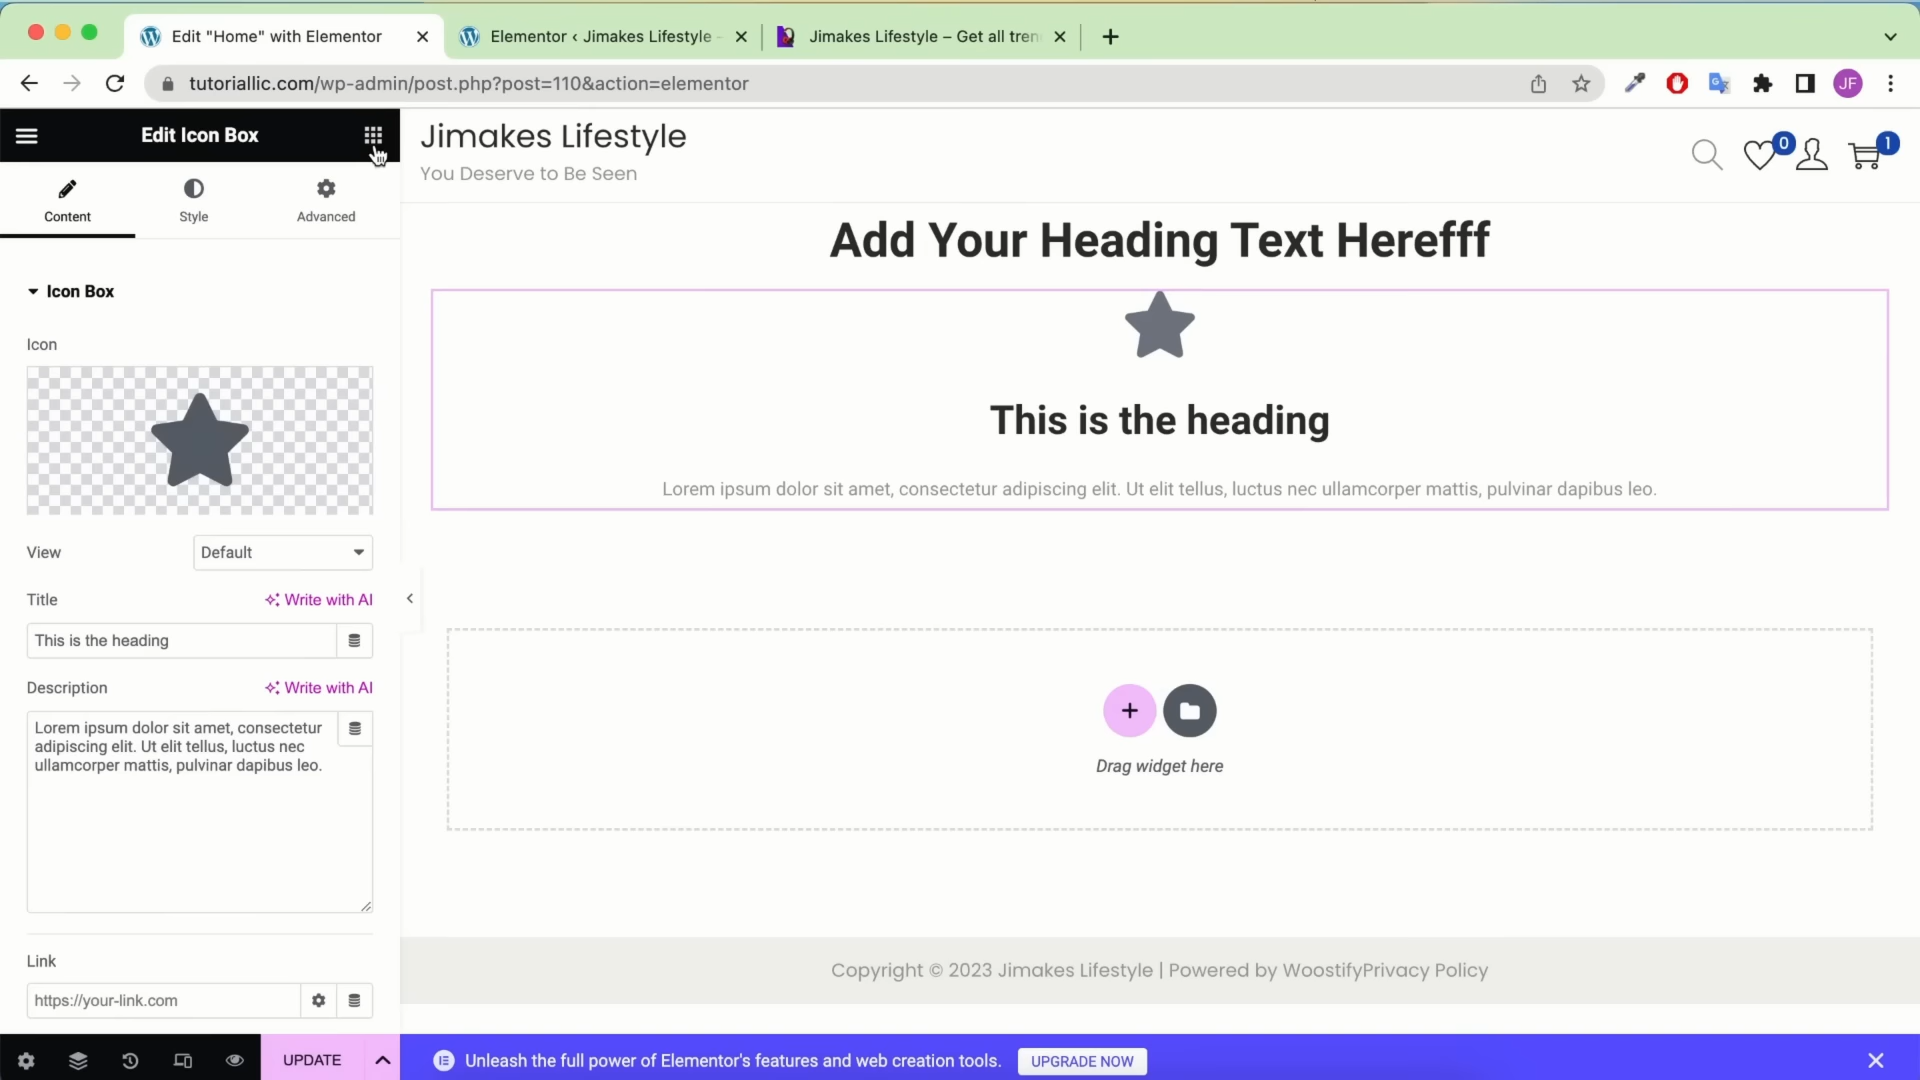 Edit "Home" with Elementor
Elementor ‹ Jimakes Lifestyle -
Jimakes Lifestyle – Get all tren
tutoriallic.com/wp-admin/post.php?post=110&action=elementor
JF
Edit Icon Box
Content
Style
Advanced
Icon Box
Icon
View
Default
Title
Write with AI
This is the heading
Description
Write with AI
Lorem ipsum dolor sit amet, consectetur
adipiscing elit. Ut elit tellus, luctus nec
ullamcorper mattis, pulvinar dapibus leo.
Link
https://your-link.com
UPDATE
Jimakes Lifestyle
You Deserve to Be Seen
0
1
Add Your Heading Text Herefff
This is the heading
Lorem ipsum dolor sit amet, consectetur adipiscing elit. Ut elit tellus, luctus nec ullamcorper mattis, pulvinar dapibus leo.
Drag widget here
Copyright © 2023 Jimakes Lifestyle | Powered by WoostifyPrivacy Policy
Unleash the full power of Elementor's features and web creation tools.
UPGRADE NOW